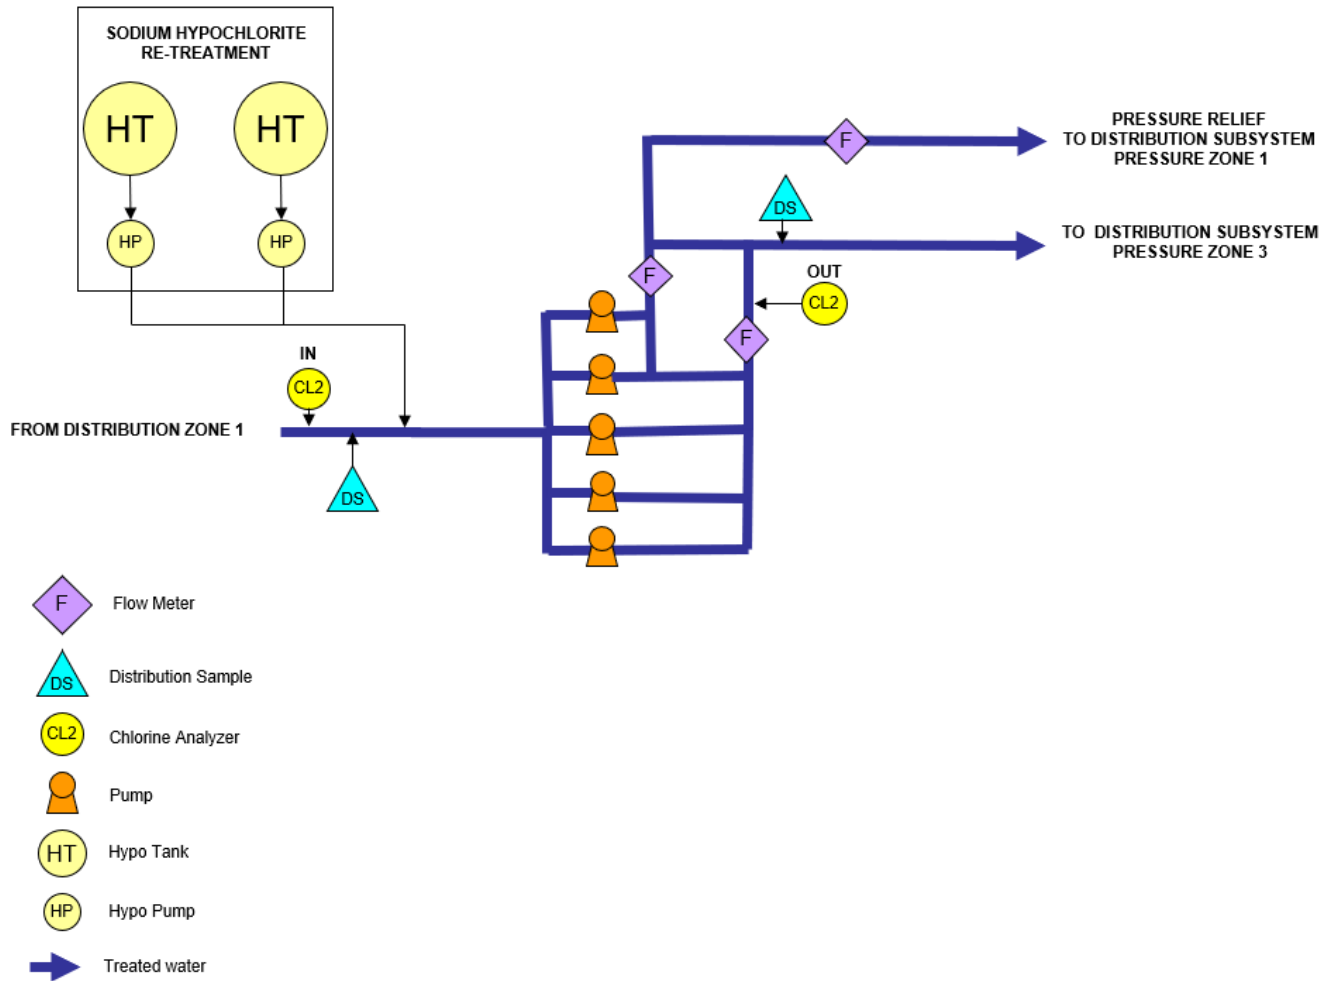 SODIUM HYPOCHLORITE
RE-TREATMENT
HT
HT
HP
HP
F
PRESSURE RELIEF
TO DISTRIBUTION SUBSYSTEM
PRESSURE ZONE 1
DS
TO DISTRIBUTION SUBSYSTEM
PRESSURE ZONE 3
F
OUT
CL2
F
IN
CL2
FROM DISTRIBUTION ZONE 1
DS
F
Flow Meter
DS
Distribution Sample
CL2
Chlorine Analyzer
Pump
HT
Hypo Tank
HP
Hypo Pump
Treated water